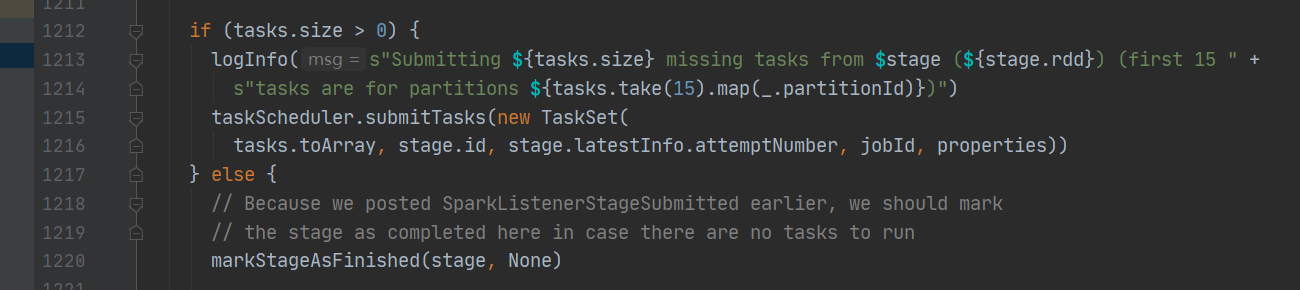 1211
1212 if (tasks.size > 0) {
1213 logInfo( msg = s"Submitting ${tasks.size} missing tasks from $stage (${stage.rdd}) (first 15 " +
1214 s"tasks are for partitions ${tasks.take(15).map(_.partitionId)})")
1215 taskScheduler.submitTasks(new TaskSet(
1216 tasks.toArray, stage.id, stage.latestInfo.attemptNumber, jobId, properties))
1217 } else {
1218 // Because we posted SparkListenerStageSubmitted earlier, we should mark
1219 // the stage as completed here in case there are no tasks to run
1220 markStageAsFinished(stage, None)
1221